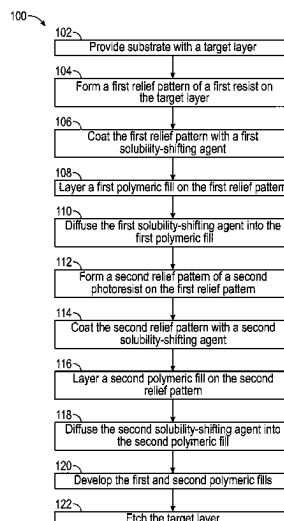 100
102
Provide substrate with a target layer
104
Form a first relief pattern of a first resist on
the target layer
106
Coat the first relief pattern with a first
solubility-shifting agent
108
Layer a first polymeric fill on the first relief pattern
110
Diffuse the first solubility-shifting agent into the
first polymeric fill
112
Form a second relief pattern of a second
photoresist on the first relief pattern
114
Coat the second relief pattern with a second
solubility-shifting agent
116
Layer a second polymeric fill on the second
relief pattern
118
Diffuse the second solubility-shifting agent into
the second polymeric fill
120
Develop the first and second polymeric fills
122
Etch the target layer